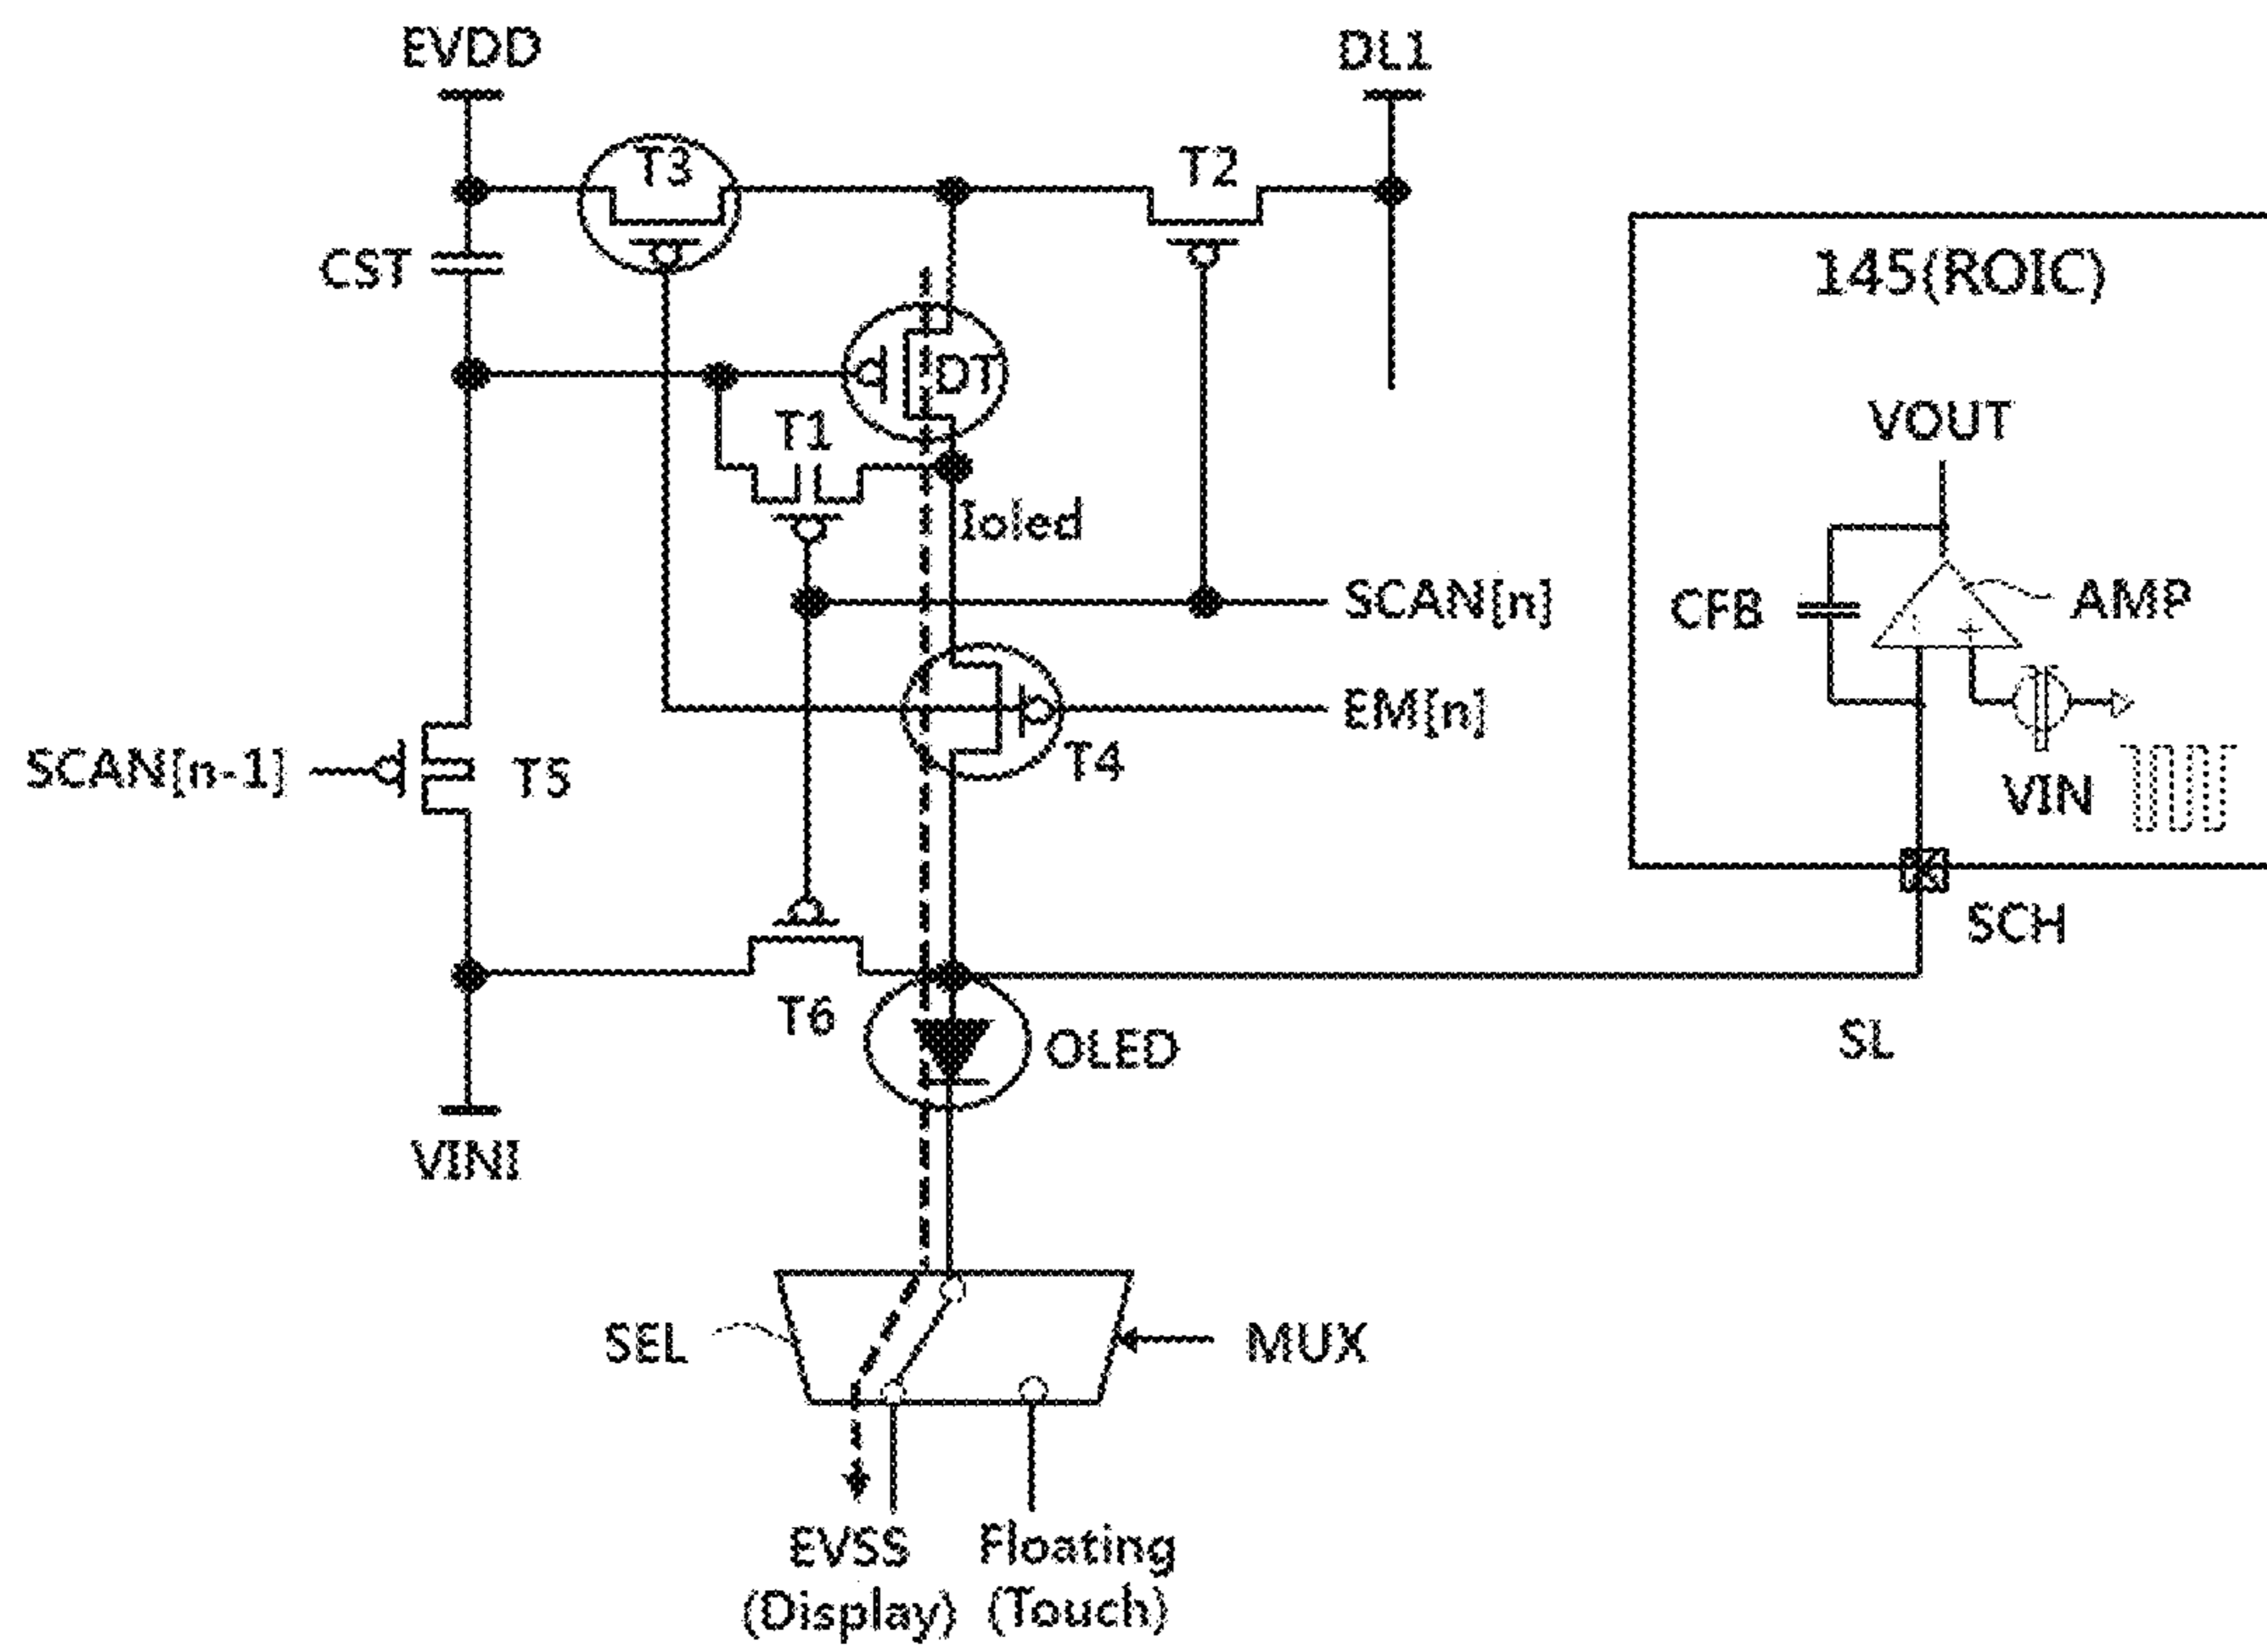 EVDD
DL1
T3
T2
CST
145(ROIC)
DT
VOUT
T1
Ioled
SCAN[n]
CFB
AMP
- +
EM[n]
T4
SCAN[n-1]
T5
VIN
SCH
T6
OLED
SL
VINI
SEL
MUX
EVSS
(Display)
Floating
(Touch)